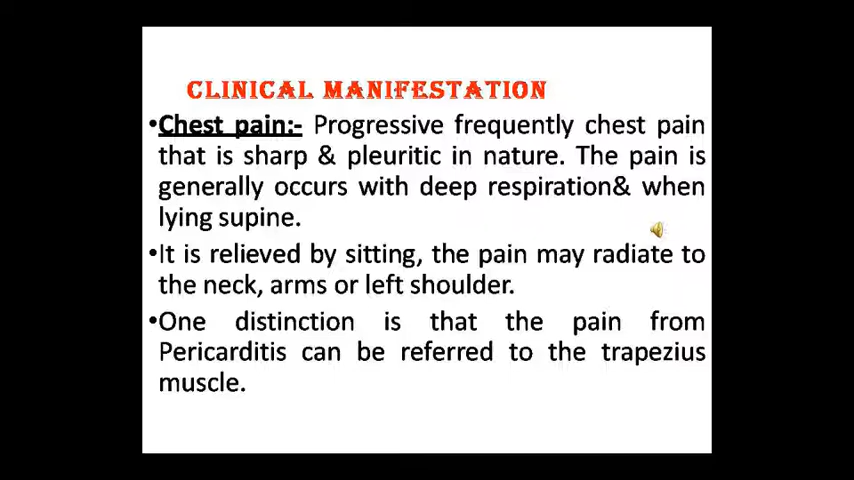 CLINICAL MANIFESTATION
•Chest pain:- Progressive frequently chest pain
that is sharp & pleuritic in nature. The pain is
generally occurs with deep respiration& when
lying supine.
•It is relieved by sitting, the pain may radiate to
the neck, arms or left shoulder.
•One distinction is that the pain from
Pericarditis can be referred to the trapezius
muscle.